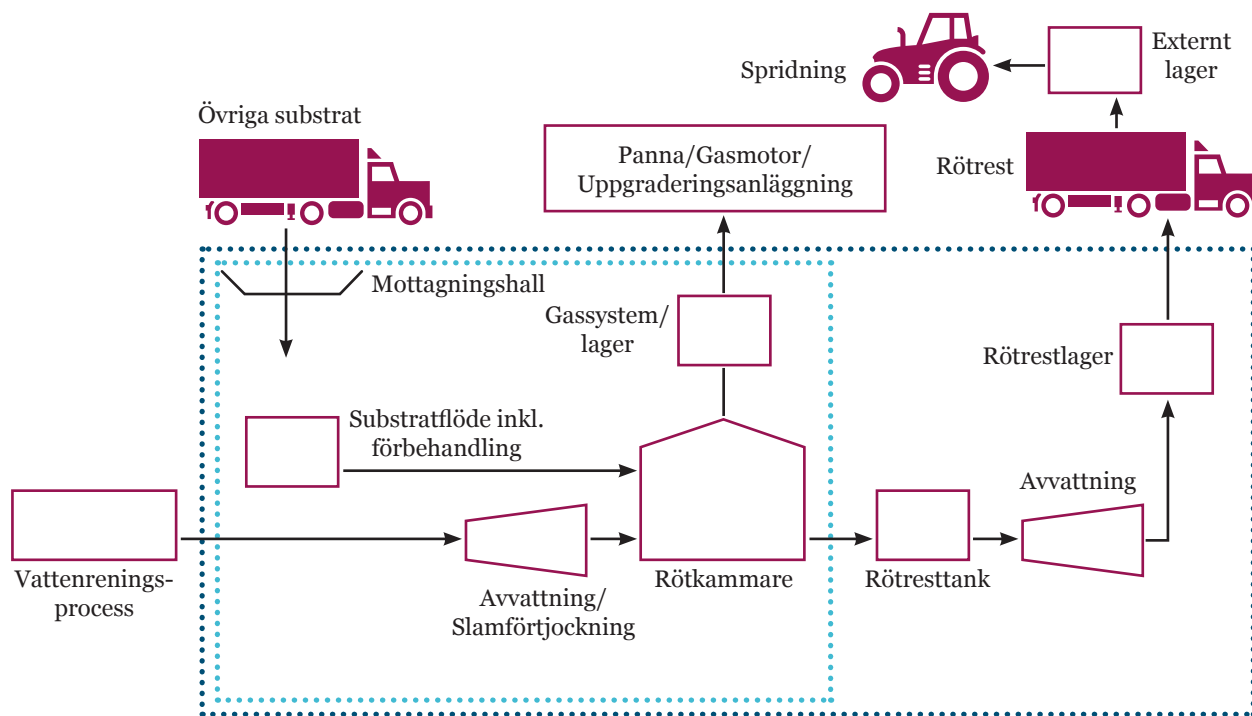 Spridning
Externt
lager
Övriga substrat
Panna/Gasmotor/
Uppgraderingsanläggning
Rötrest
Mottagningshall
Gassystem/
lager
Rötrestlager
Substratflöde inkl.
förbehandling
Avvattning
Vattenrenings-
process
Avvattning/
Slamförtjockning
Rötkammare
Rötresttank